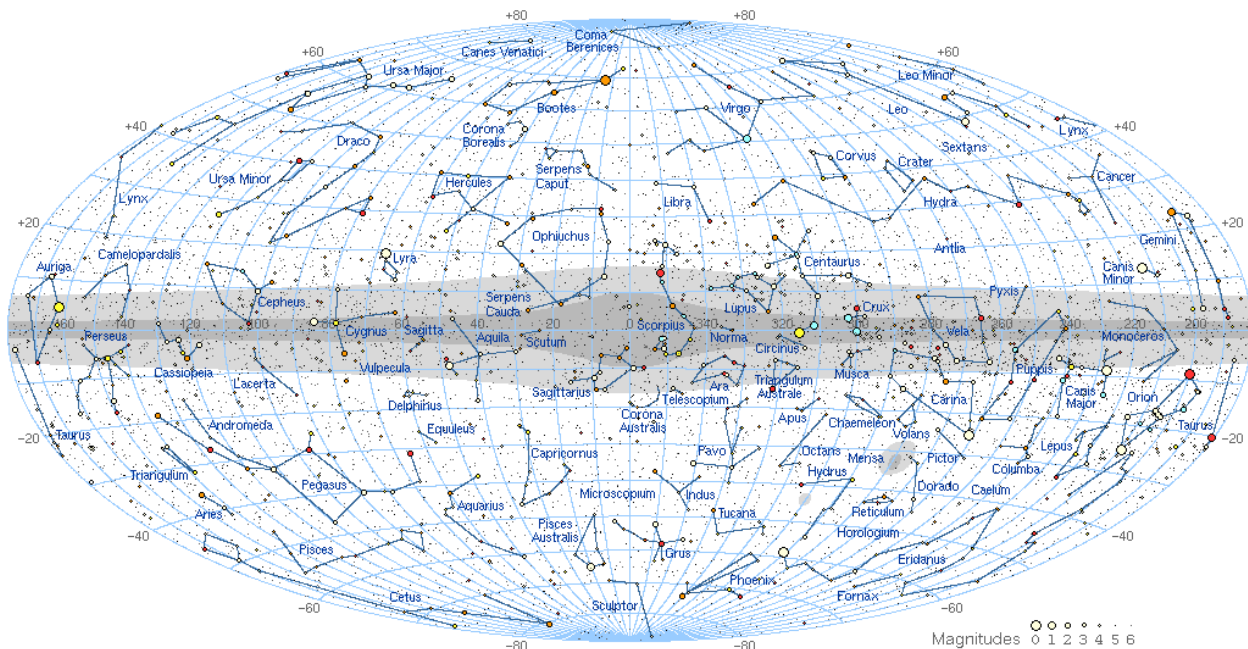 +80
+80
Coma
Berenices
Canes Venatici
+60
+60
Ursa Major
Leo Minor
Bootes
Virgo
Leo
+40
Corona
Borealis
Draco
Lynx
+40
Sextans
Corvus
Crater
Serpens
Caput
Ursa Minor
Hercules
Cancer
Lynx
Libra
Hydra
+20
+20
Ophiuchus
Camelopardalis
Antlia
Gemini
Auriga
Lyra
Centaurus
Canis
Minor
Cepheus
Serpens
Cauda
Lupus
Crux
Pyxis
160
140
120
100
80
60
40
20
0
340
320
300
280
260
240
220
200
Perseus
Cygnus
Sagitta
Aquila
Scutum
Scorpius
Norma
Circinus
Vela
Monoceros
Cassiopeia
Lacerta
Vulpecula
Musca
Puppis
Sagittarius
Ara
Triangulum
Australe
Telescopium
Canis
Major
Orion
Delphinus
Corona
Australis
Apus
Chaemeleon
Carina
Taurus
Andromeda
Equuleus
Volans
−20
−20
Taurus
Pavo
Octans
Mensa
Pictor
Lepus
Capricornus
Triangulum
Hydrus
Columba
Pegasus
Microscopium
Indus
Dorado
Caelum
Aries
Aquarius
Tucana
Reticulum
Pisces
Australis
Horologium
−40
−40
Pisces
Grus
Eridanus
Phoenix
Cetus
Sculptor
Fornax
−60
−60
−80
−80
Magnitudes 0 1 2 3 4 5 6